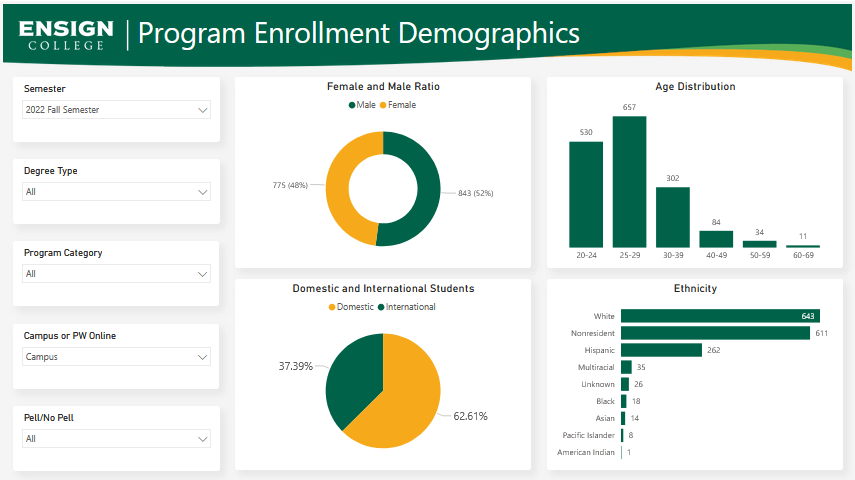 ENSIGN
COLLEGE
Program Enrollment Demographics
Semester
2022 Fall Semester
Degree Type
All
Program Category
All
Campus or PW Online
Campus
Pell/No Pell
All
Female and Male Ratio
Male Female
775 (48%)
843 (52%)
Age Distribution
530
657
302
84
34
11
20-24 25-29 30-39 40-49 50-59 60-69
Domestic and International Students
Domestic International
37.39%
62.61%
Ethnicity
White 643
Nonresident 611
Hispanic 262
Multiracial 35
Unknown 26
Black 18
Asian 14
Pacific Islander 8
American Indian 1